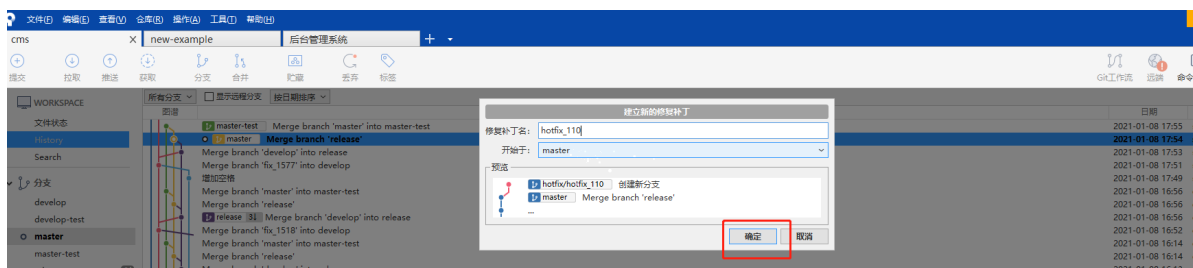 文件(F) 编辑(E) 查看(V) 仓库(R) 操作(A) 工具(T) 帮助(H)
cms X new-example 后台管理系统
提交 拉取 推送 获取 分支 合并 贮藏 丢弃 标签 Git工作流 远端
WORKSPACE
文件状态
History
Search
分支
develop
develop-test
master
master-test
所有分支 显示远程分支 按日期排序
图谱 日期
master-test Merge branch 'master' into master-test 2021-01-08 17:55
master Merge branch 'release' 2021-01-08 17:54
Merge branch 'develop' into release 2021-01-08 17:53
Merge branch 'fix_1577' into develop 2021-01-08 17:51
增加空格 2021-01-08 17:49
Merge branch 'master' into master-test 2021-01-08 16:56
Merge branch 'release' 2021-01-08 16:56
release 3↓ Merge branch 'develop' into release 2021-01-08 16:56
Merge branch 'fix_1518' into develop 2021-01-08 16:52
Merge branch 'master' into master-test 2021-01-08 16:14
Merge branch 'release' 2021-01-08 16:14
建立新的修复补丁
修复补丁名: hotfix_110
开始于: master
预览
hotfix/hotfix_110 创建新分支
master Merge branch 'release'
...
确定 取消